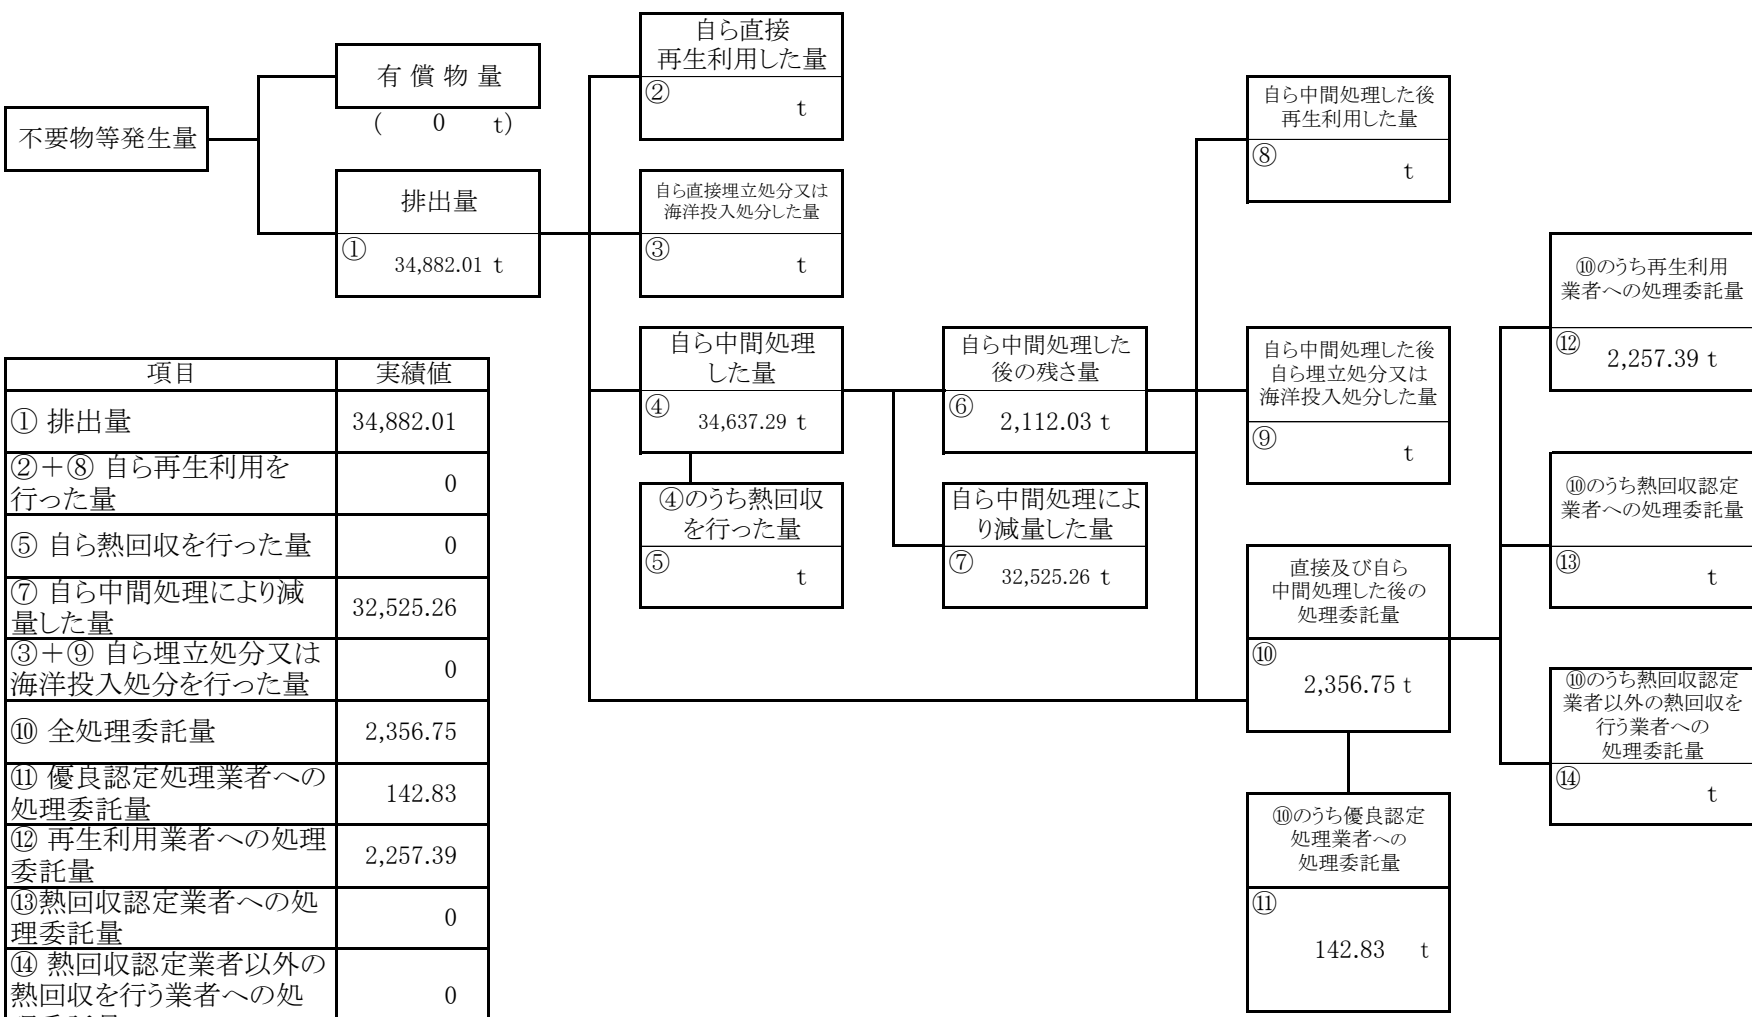 不要物等発生量
有償物量
(　0　t)
排出量
① 34,882.01 t
自ら直接
再生利用した量
② t
自ら直接埋立処分又は
海洋投入処分した量
③ t
自ら中間処理
した量
④ 34,637.29 t
④のうち熱回収
を行った量
⑤ t
自ら中間処理した
後の残さ量
⑥ 2,112.03 t
自ら中間処理によ
り減量した量
⑦ 32,525.26 t
自ら中間処理した後
再生利用した量
⑧ t
自ら中間処理した後
自ら埋立処分又は
海洋投入処分した量
⑨ t
直接及び自ら
中間処理した後の
処理委託量
⑩
2,356.75 t
⑩のうち優良認定
処理業者への
処理委託量
⑪
142.83 t
⑩のうち再生利用
業者への処理委託量
⑫ 2,257.39 t
⑩のうち熱回収認定
業者への処理委託量
⑬ t
⑩のうち熱回収認定
業者以外の熱回収を
行う業者への
処理委託量
⑭ t
項目 実績値
① 排出量 34,882.01
②+⑧ 自ら再生利用を
行った量 0
⑤ 自ら熱回収を行った量 0
⑦ 自ら中間処理により減
量した量 32,525.26
③+⑨ 自ら埋立処分又は
海洋投入処分を行った量 0
⑩ 全処理委託量 2,356.75
⑪ 優良認定処理業者への
処理委託量 142.83
⑫ 再生利用業者への処理
委託量 2,257.39
⑬熱回収認定業者への処
理委託量 0
⑭ 熱回収認定業者以外の
熱回収を行う業者への処 0